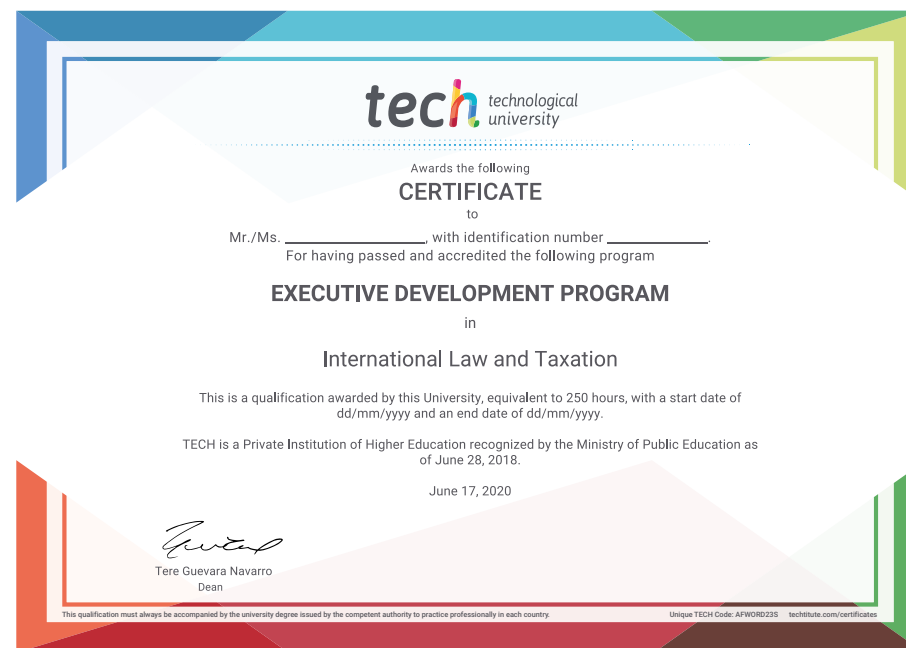 tech technological
university
Awards the following
CERTIFICATE
to
Mr./Ms. ____________________, with identification number ______________.
For having passed and accredited the following program
EXECUTIVE DEVELOPMENT PROGRAM
in
International Law and Taxation
This is a qualification awarded by this University, equivalent to 250 hours, with a start date of
dd/mm/yyyy and an end date of dd/mm/yyyy.
TECH is a Private Institution of Higher Education recognized by the Ministry of Public Education as
of June 28, 2018.
June 17, 2020
Tere Guevara Navarro
Dean
This qualification must always be accompanied by the university degree issued by the competent authority to practice professionally in each country. Unique TECH Code: AFWORD23S techtitute.com/certificates